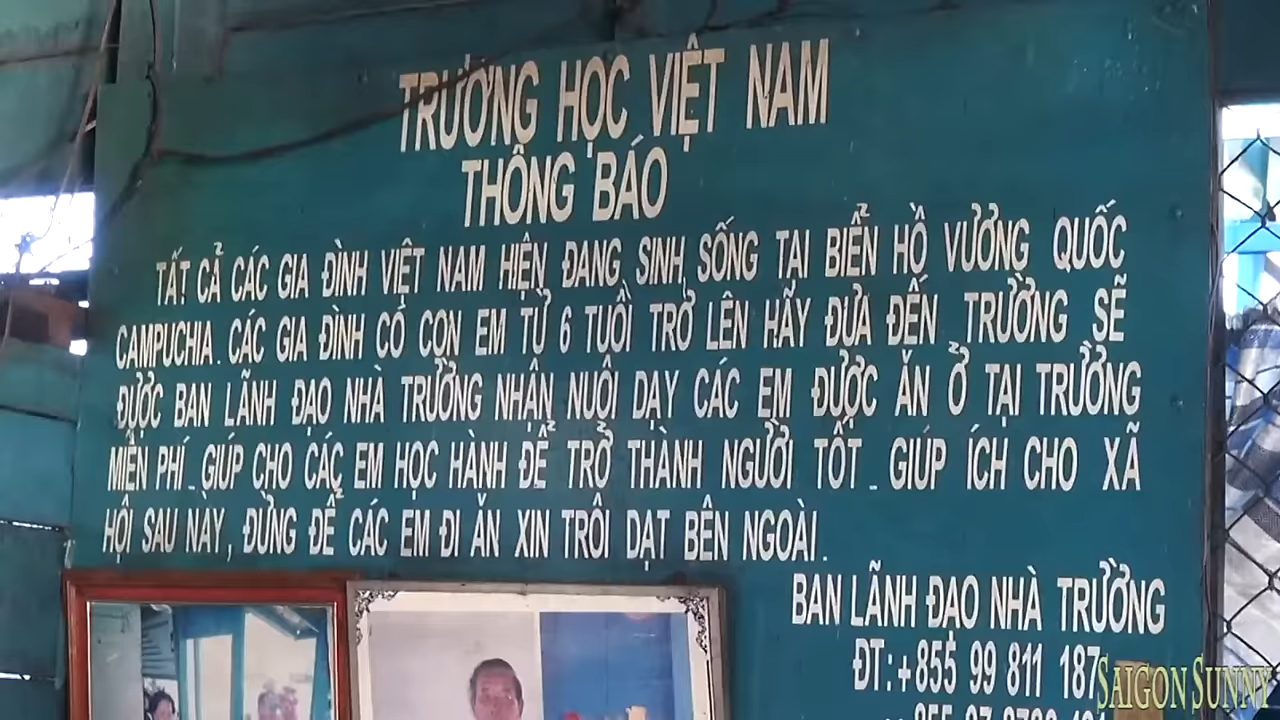 TRƯỜNG HỌC VIỆT NAM
THÔNG BÁO
TẤT CẢ CÁC GIA ĐÌNH VIỆT NAM HIỆN ĐANG SINH SỐNG TẠI BIỂN HỒ VƯƠNG QUỐC
CAMPUCHIA. CÁC GIA ĐÌNH CÓ CON EM TỪ 6 TUỔI TRỞ LÊN HÃY ĐƯA ĐẾN TRƯỜNG SẼ
ĐƯỢC BAN LÃNH ĐẠO NHÀ TRƯỜNG NHẬN NUÔI DẠY CÁC EM ĐƯỢC ĂN Ở TẠI TRƯỜNG
MIỄN PHÍ_GIÚP CHO CÁC EM HỌC HÀNH ĐỂ TRỞ THÀNH NGƯỜI TỐT_GIÚP ÍCH CHO XÃ
HỘI SAU NÀY, ĐỪNG ĐỂ CÁC EM ĐI ĂN XIN TRÔI DẠT BÊN NGOÀI.
BAN LÃNH ĐẠO NHÀ TRƯỜNG
ĐT:+855 99 811 187
SAIGON SUNNY